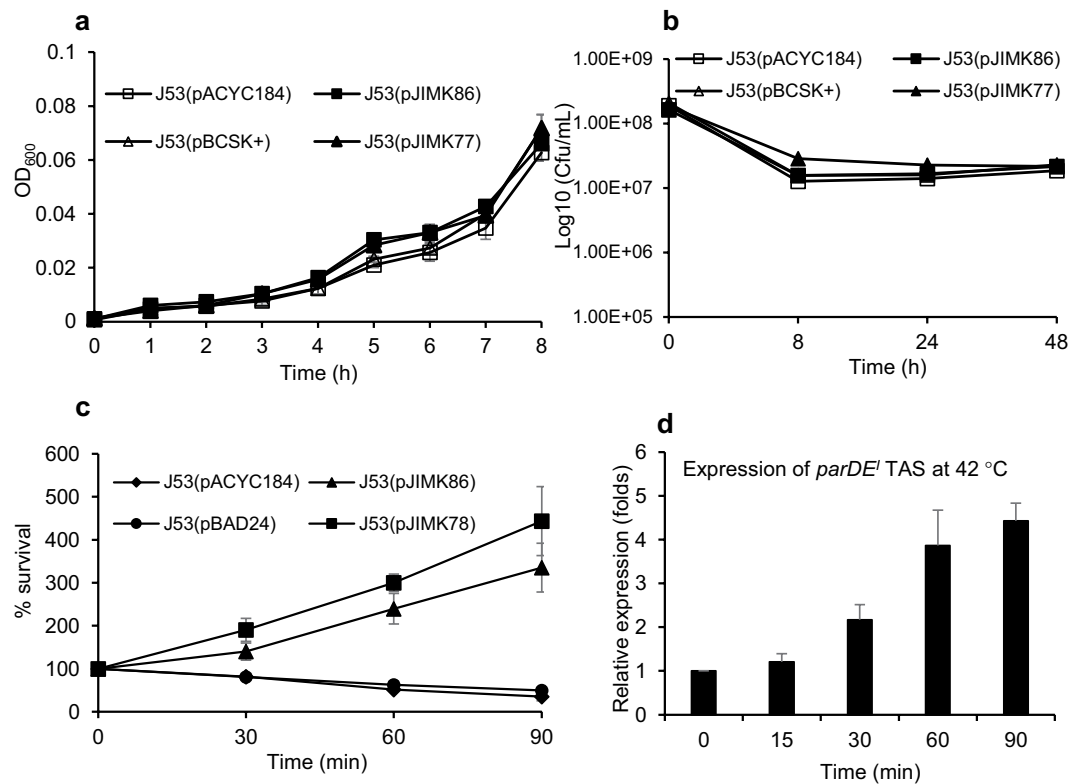 a
0.1
0.08
0.06
0.04
0.02
0
OD600
J53(pACYC184)
J53(pJIMK86)
J53(pBCSK+)
J53(pJIMK77)
0 1 2 3 4 5 6 7 8
Time (h)
b
1.00E+09
1.00E+08
1.00E+07
1.00E+06
1.00E+05
Log10 (Cfu/mL)
J53(pACYC184)
J53(pJIMK86)
J53(pBCSK+)
J53(pJIMK77)
0 8 24 48
Time (h)
c
600
500
400
300
200
100
0
% survival
J53(pACYC184)
J53(pJIMK86)
J53(pBAD24)
J53(pJIMK78)
0 30 60 90
Time (min)
d
6
5
4
3
2
1
0
Relative expression (folds)
Expression of parDE^I TAS at 42 °C
0 15 30 60 90
Time (min)